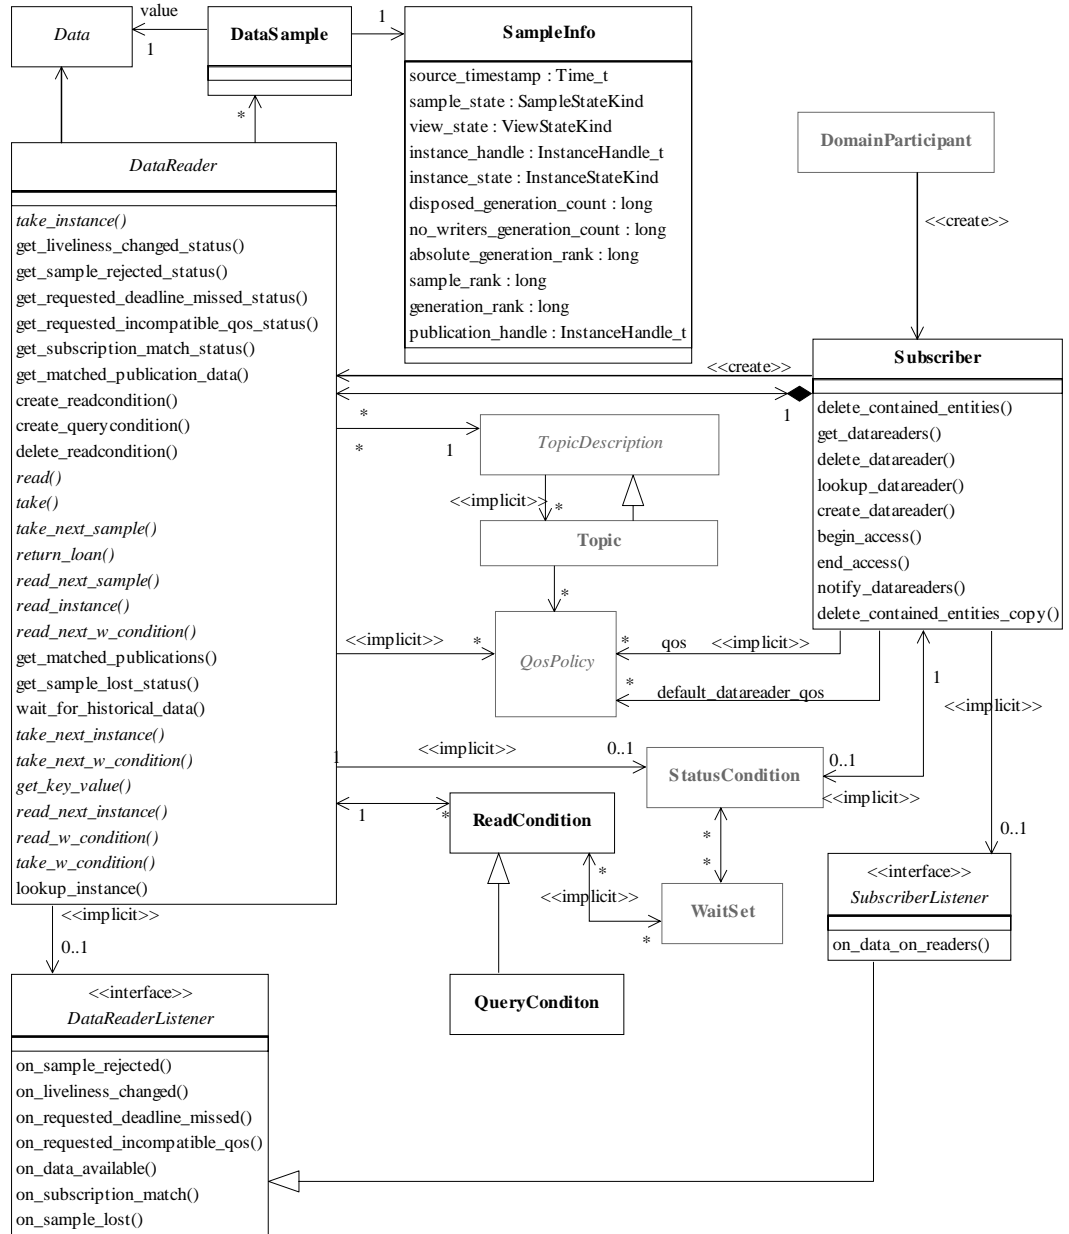 value
1
Data
DataSample
1
SampleInfo
source_timestamp : Time_t
sample_state : SampleStateKind
view_state : ViewStateKind
instance_handle : InstanceHandle_t
instance_state : InstanceStateKind
disposed_generation_count : long
no_writers_generation_count : long
absolute_generation_rank : long
sample_rank : long
generation_rank : long
publication_handle : InstanceHandle_t
*
DomainParticipant
<<create>>
DataReader
take_instance()
get_liveliness_changed_status()
get_sample_rejected_status()
get_requested_deadline_missed_status()
get_requested_incompatible_qos_status()
get_subscription_match_status()
get_matched_publication_data()
create_readcondition()
create_querycondition()
delete_readcondition()
read()
take()
take_next_sample()
return_loan()
read_next_sample()
read_instance()
read_next_w_condition()
get_matched_publications()
get_sample_lost_status()
wait_for_historical_data()
take_next_instance()
take_next_w_condition()
get_key_value()
read_next_instance()
read_w_condition()
take_w_condition()
lookup_instance()
<<create>>
Subscriber
delete_contained_entities()
get_datareaders()
delete_datareader()
lookup_datareader()
create_datareader()
begin_access()
end_access()
notify_datareaders()
delete_contained_entities_copy()
*
1
*
1
TopicDescription
<<implicit>>
*
Topic
*
<<implicit>>
*
QosPolicy
*
qos
<<implicit>>
*
default_datareader_qos
1
<<implicit>>
1
<<implicit>>
0..1
StatusCondition
0..1
<<implicit>>
1
*
ReadCondition
*
*
*
<<implicit>>
*
WaitSet
QueryConditon
0..1
<<interface>>
SubscriberListener
on_data_on_readers()
<<implicit>>
0..1
<<interface>>
DataReaderListener
on_sample_rejected()
on_liveliness_changed()
on_requested_deadline_missed()
on_requested_incompatible_qos()
on_data_available()
on_subscription_match()
on_sample_lost()